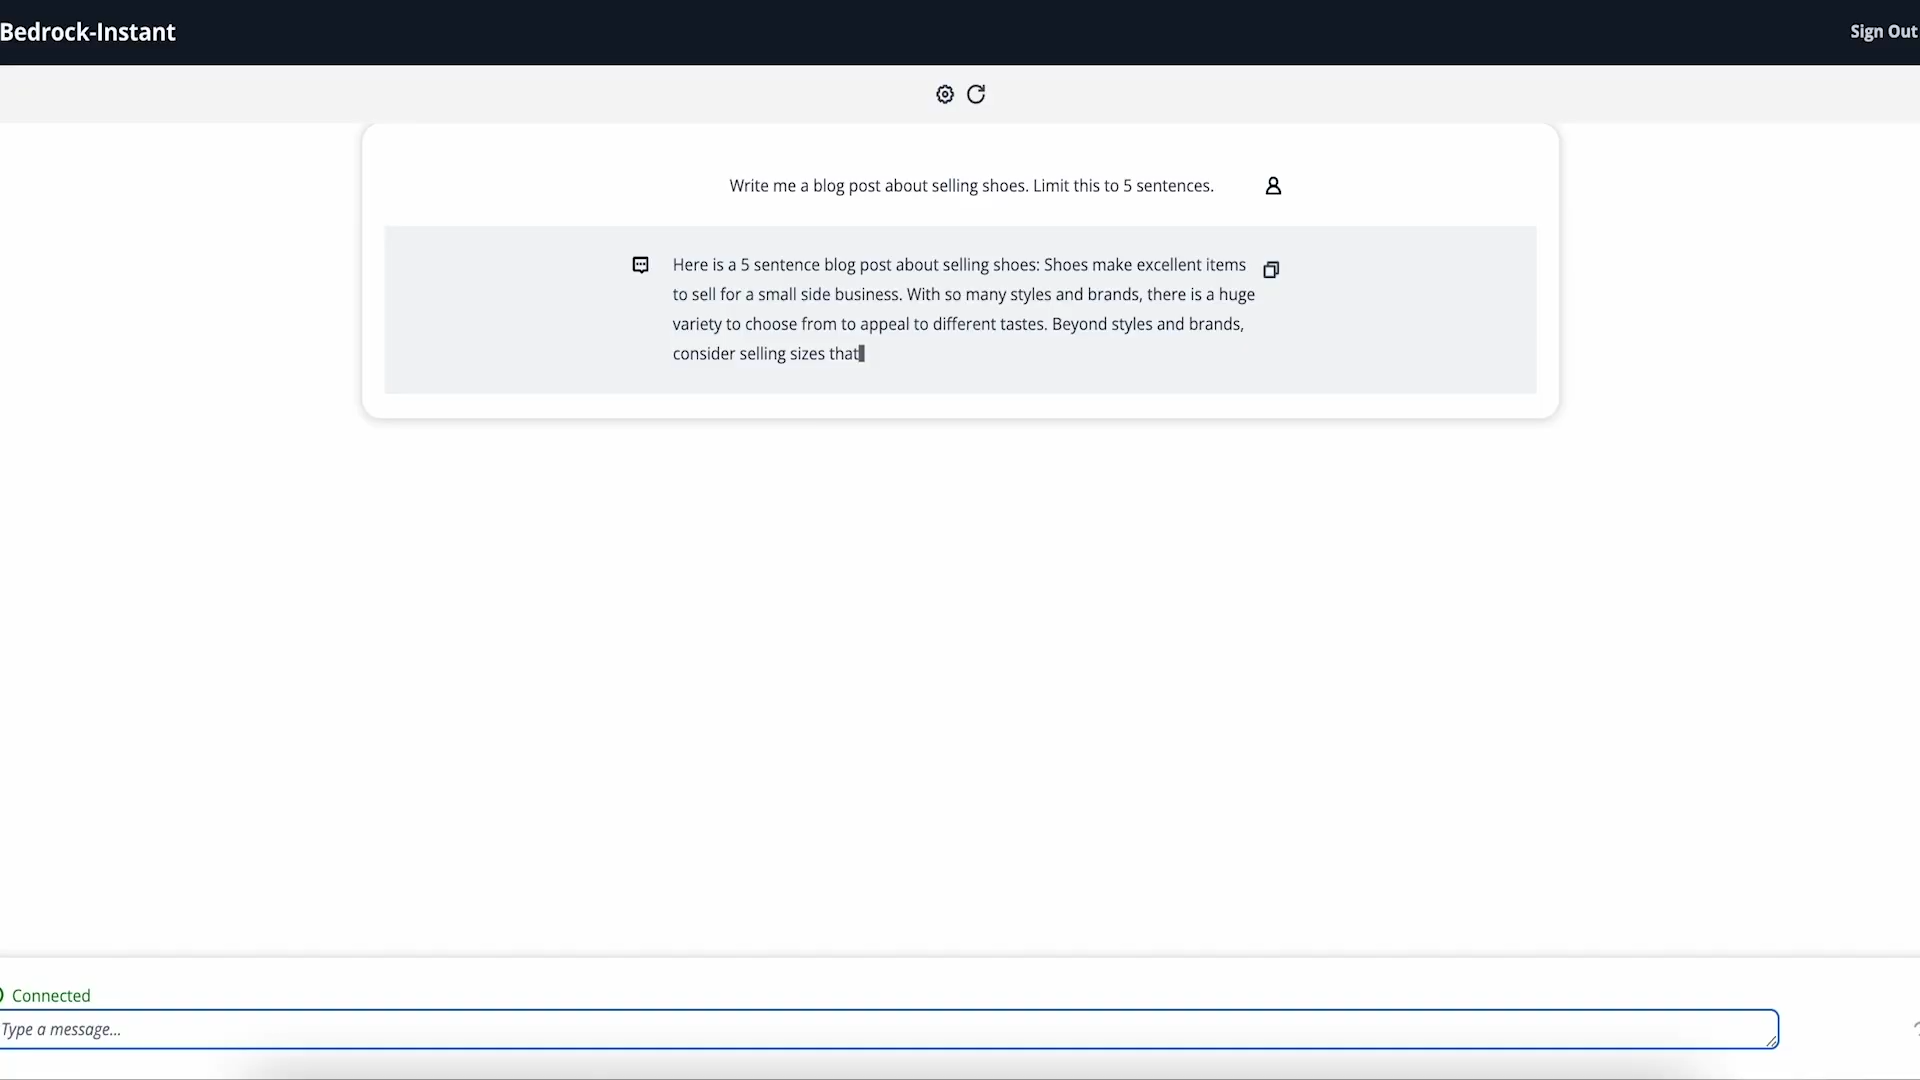 Bedrock-Instant
Sign Out
Write me a blog post about selling shoes. Limit this to 5 sentences.
Here is a 5 sentence blog post about selling shoes: Shoes make excellent items
to sell for a small side business. With so many styles and brands, there is a huge
variety to choose from to appeal to different tastes. Beyond styles and brands,
consider selling sizes that
Connected
Type a message...